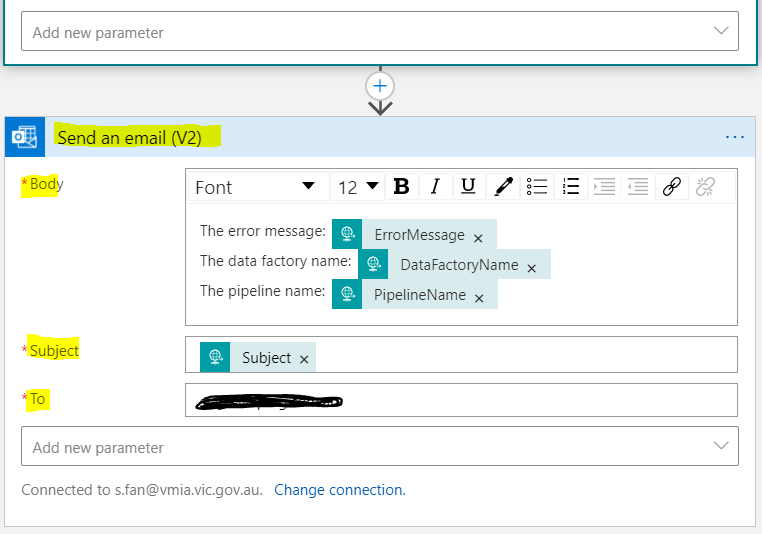 Add new parameter
Send an email (V2)
*Body
Font 12 B I U
The error message: ErrorMessage ×
The data factory name: DataFactoryName ×
The pipeline name: PipelineName ×
*Subject
Subject ×
*To
Add new parameter
Connected to s.fan@vmia.vic.gov.au. Change connection.